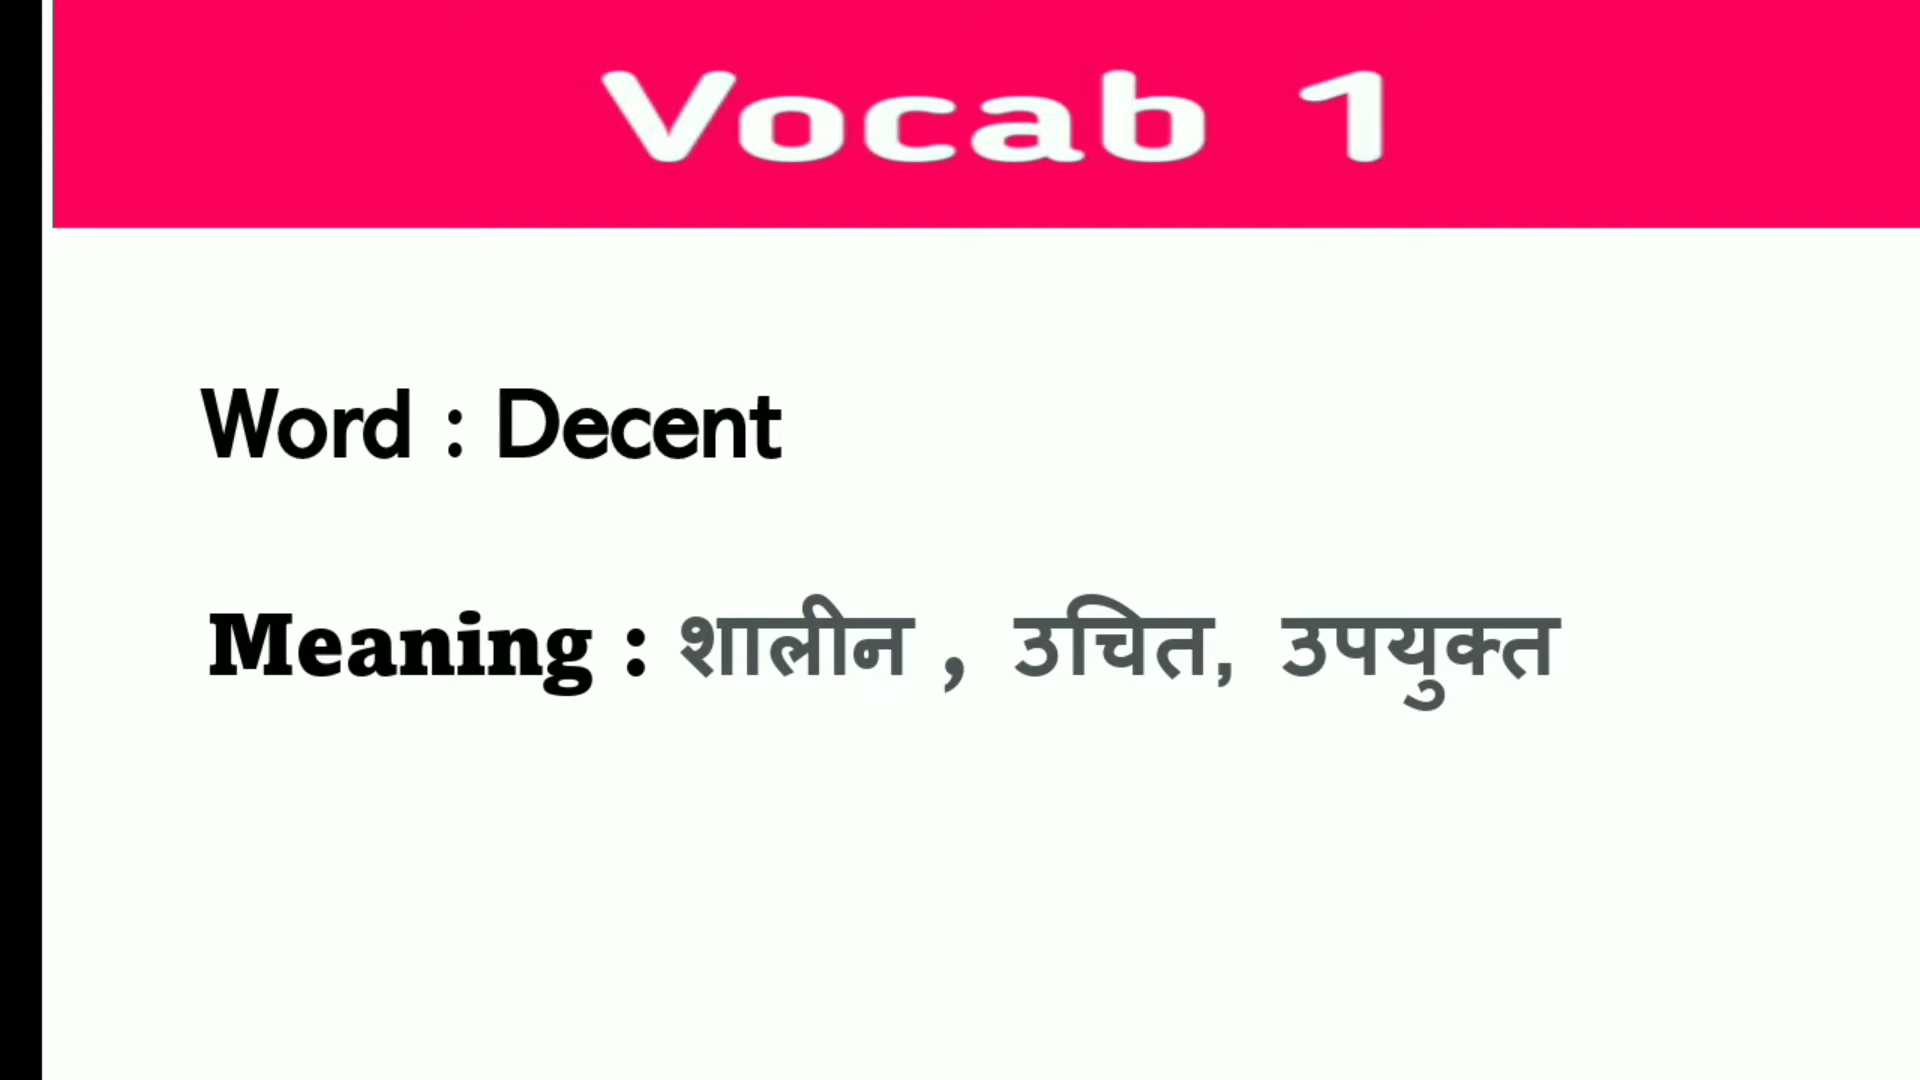 Vocab 1
Word : Decent
Meaning : शालीन , उचित, उपयुक्त